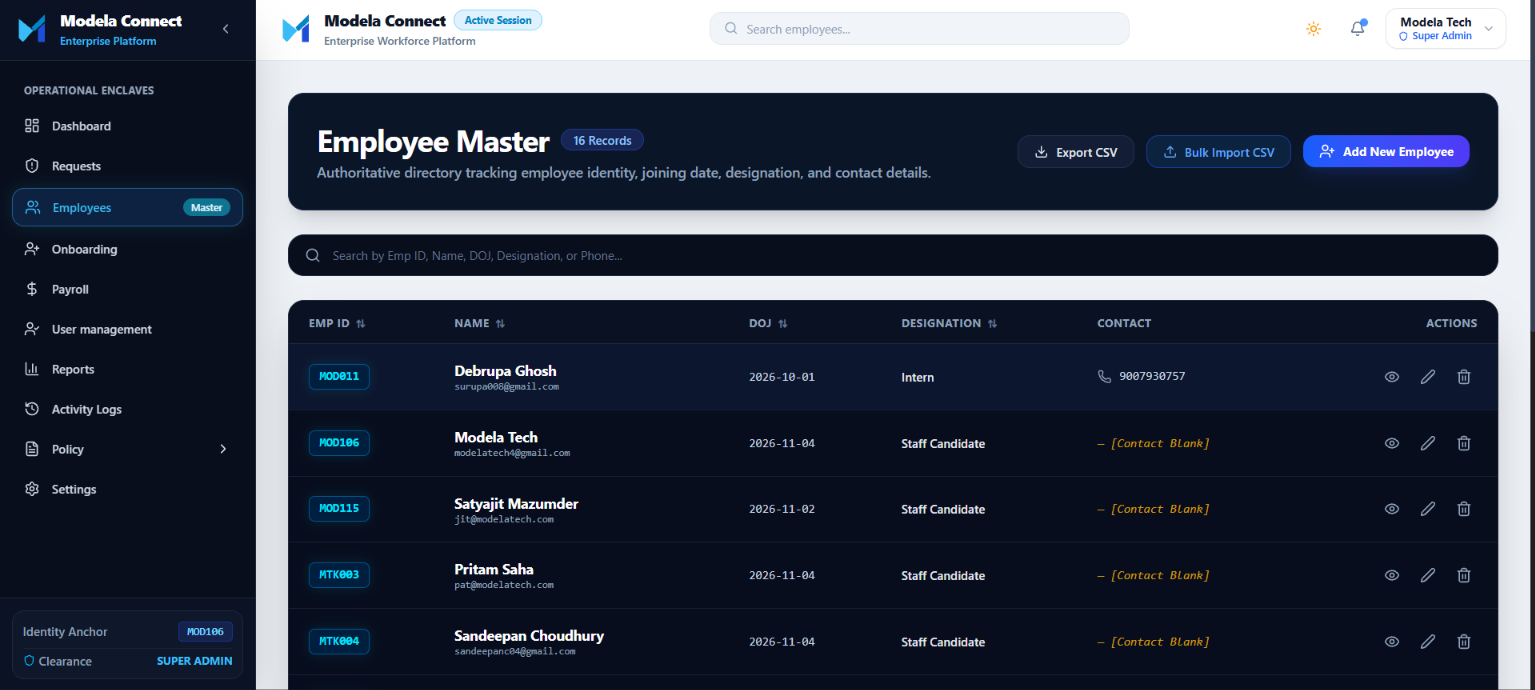 Modela Connect
Enterprise Platform
OPERATIONAL ENCLAVES
Dashboard
Requests
Employees Master
Onboarding
Payroll
User management
Reports
Activity Logs
Policy
Settings
Identity Anchor MOD106
Clearance SUPER ADMIN
Modela Connect Active Session
Enterprise Workforce Platform
Search employees...
Modela Tech
Super Admin
Employee Master 16 Records
Authoritative directory tracking employee identity, joining date, designation, and contact details.
Export CSV Bulk Import CSV Add New Employee
Search by Emp ID, Name, DOJ, Designation, or Phone...
EMP ID NAME DOJ DESIGNATION CONTACT ACTIONS
MOD011 Debrupa Ghosh 2026-10-01 Intern 9007930757
surupa008@gmail.com
MOD106 Modela Tech 2026-11-04 Staff Candidate — [Contact Blank]
modelatech4@gmail.com
MOD115 Satyajit Mazumder 2026-11-02 Staff Candidate — [Contact Blank]
jit@modelatech.com
MTK003 Pritam Saha 2026-11-04 Staff Candidate — [Contact Blank]
pat@modelatech.com
MTK004 Sandeepan Choudhury 2026-11-04 Staff Candidate — [Contact Blank]
sandeepanc04@gmail.com